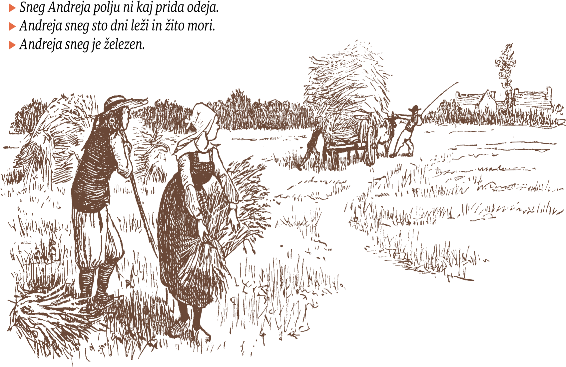 ▶ Sneg Andreja polju ni kaj prida odeja.
▶ Andreja sneg sto dni leži in žito mori.
▶ Andreja sneg je železen.